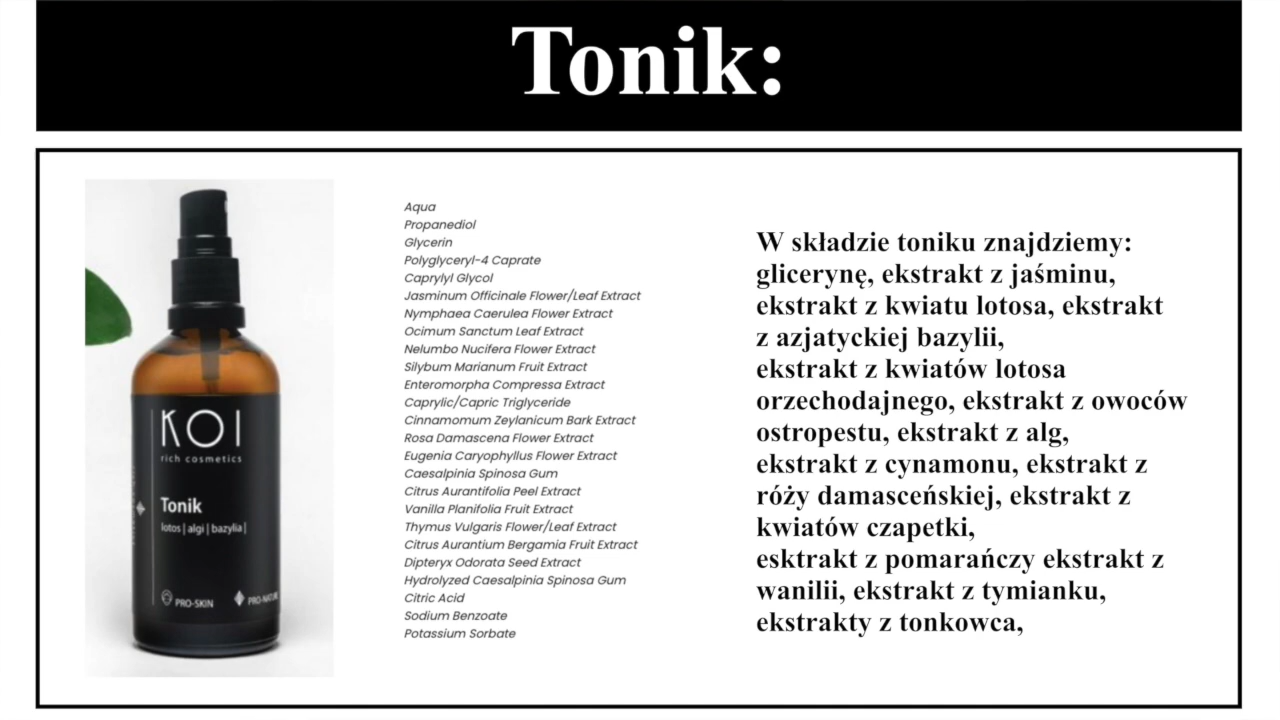 Tonik:
KOI
rich cosmetics
Tonik
lotos | algi | bazylia |
PRO-SKIN
PRO-NATURE
Aqua
Propanediol
Glycerin
Polyglyceryl-4 Caprate
Caprylyl Glycol
Jasminum Officinale Flower/Leaf Extract
Nymphaea Caerulea Flower Extract
Ocimum Sanctum Leaf Extract
Nelumbo Nucifera Flower Extract
Silybum Marianum Fruit Extract
Enteromorpha Compressa Extract
Caprylic/Capric Triglyceride
Cinnamomum Zeylanicum Bark Extract
Rosa Damascena Flower Extract
Eugenia Caryophyllus Flower Extract
Caesalpinia Spinosa Gum
Citrus Aurantifolia Peel Extract
Vanilla Planifolia Fruit Extract
Thymus Vulgaris Flower/Leaf Extract
Citrus Aurantium Bergamia Fruit Extract
Dipteryx Odorata Seed Extract
Hydrolyzed Caesalpinia Spinosa Gum
Citric Acid
Sodium Benzoate
Potassium Sorbate
W składzie toniku znajdziemy:
glicerynę, ekstrakt z jaśminu,
ekstrakt z kwiatu lotosa, ekstrakt
z azjatyckiej bazylii,
ekstrakt z kwiatów lotosa
orzechodajnego, ekstrakt z owoców
ostropestu, ekstrakt z alg,
ekstrakt z cynamonu, ekstrakt z
róży damasceńskiej, ekstrakt z
kwiatów czapetki,
esktrakt z pomarańczy ekstrakt z
wanilii, ekstrakt z tymianku,
ekstrakty z tonkowca,